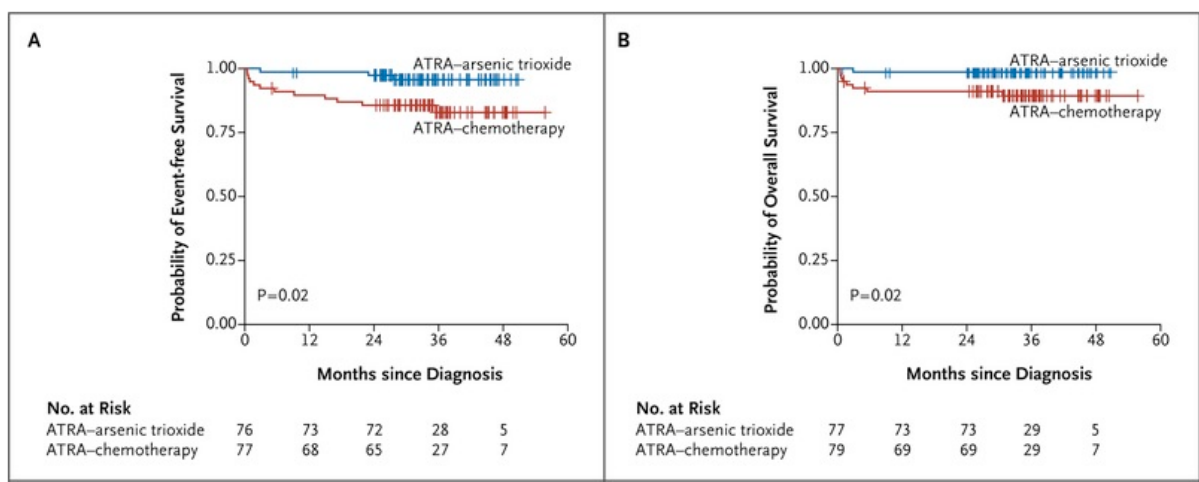 A
Probability of Event-free Survival
1.00
0.75
0.50
0.25
0.00
ATRA–arsenic trioxide
ATRA–chemotherapy
P=0.02
0 12 24 36 48 60
Months since Diagnosis
No. at Risk
ATRA–arsenic trioxide 76 73 72 28 5
ATRA–chemotherapy 77 68 65 27 7
B
Probability of Overall Survival
1.00
0.75
0.50
0.25
0.00
ATRA–arsenic trioxide
ATRA–chemotherapy
P=0.02
0 12 24 36 48 60
Months since Diagnosis
No. at Risk
ATRA–arsenic trioxide 77 73 73 29 5
ATRA–chemotherapy 79 69 69 29 7